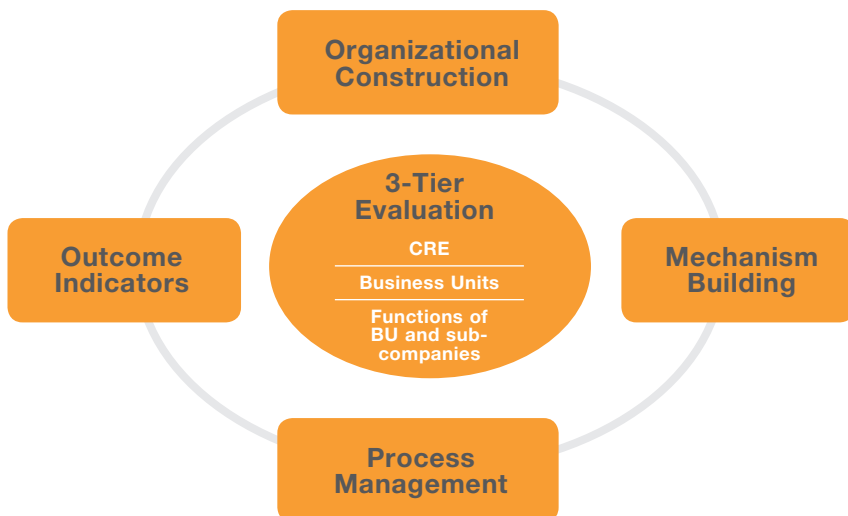 Organizational
Construction
3-Tier
Evaluation
CRE
Business Units
Functions of
BU and sub-
companies
Outcome
Indicators
Mechanism
Building
Process
Management